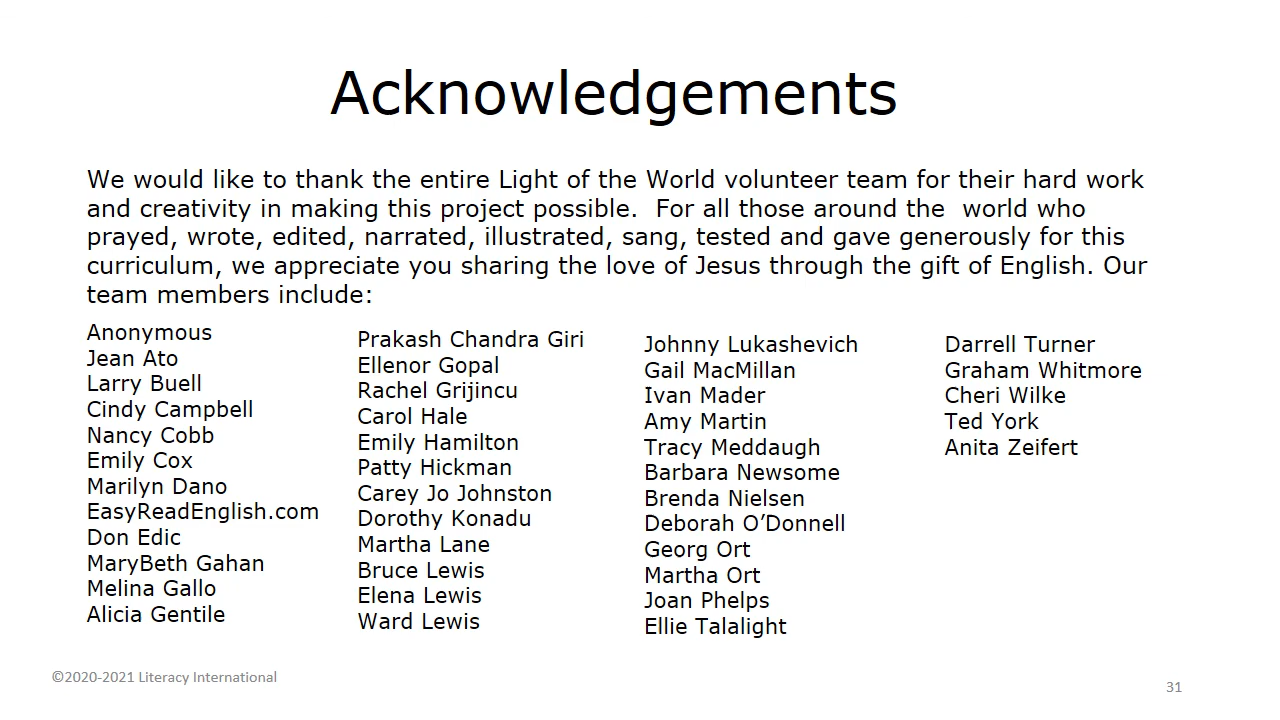 Acknowledgements
We would like to thank the entire Light of the World volunteer team for their hard work
and creativity in making this project possible.  For all those around the  world who
prayed, wrote, edited, narrated, illustrated, sang, tested and gave generously for this
curriculum, we appreciate you sharing the love of Jesus through the gift of English. Our
team members include:
Anonymous
Jean Ato
Larry Buell
Cindy Campbell
Nancy Cobb
Emily Cox
Marilyn Dano
EasyReadEnglish.com
Don Edic
MaryBeth Gahan
Melina Gallo
Alicia Gentile
Prakash Chandra Giri
Ellenor Gopal
Rachel Grijincu
Carol Hale
Emily Hamilton
Patty Hickman
Carey Jo Johnston
Dorothy Konadu
Martha Lane
Bruce Lewis
Elena Lewis
Ward Lewis
Johnny Lukashevich
Gail MacMillan
Ivan Mader
Amy Martin
Tracy Meddaugh
Barbara Newsome
Brenda Nielsen
Deborah O’Donnell
Georg Ort
Martha Ort
Joan Phelps
Ellie Talalight
Darrell Turner
Graham Whitmore
Cheri Wilke
Ted York
Anita Zeifert
©2020-2021 Literacy International
31